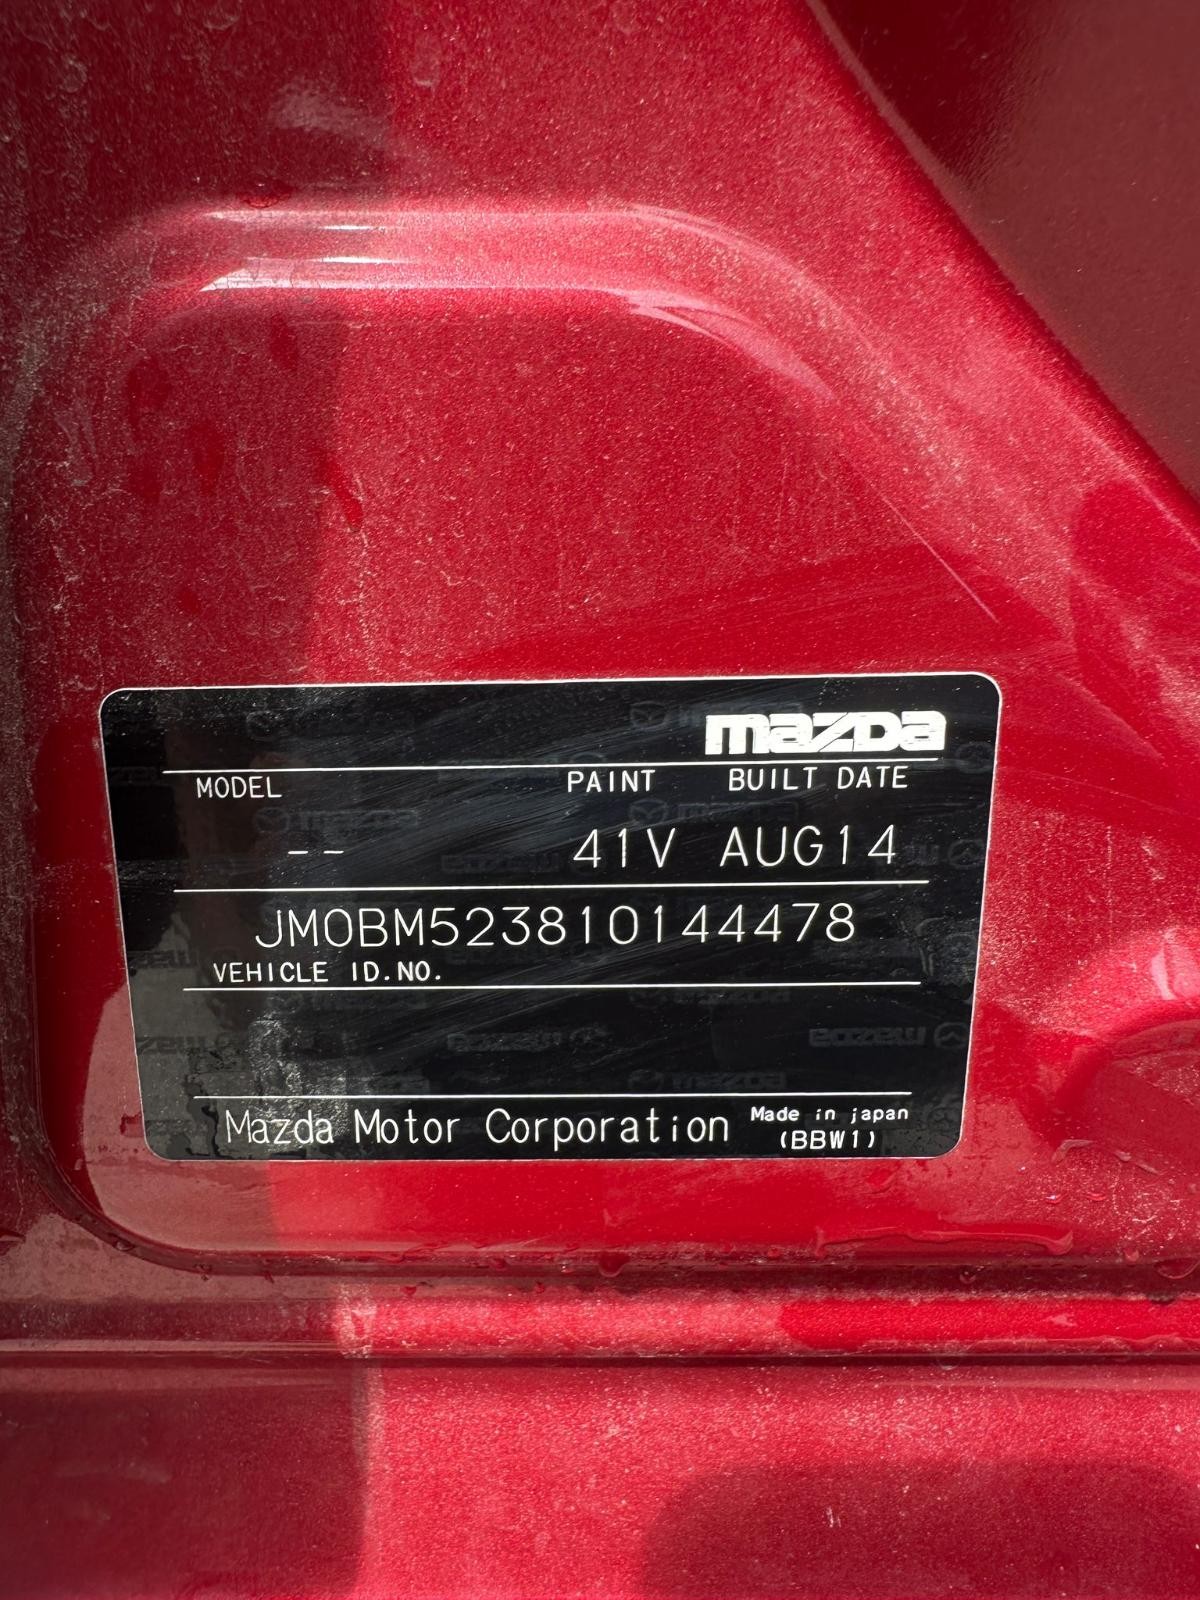 mazda
MODEL PAINT BUILT DATE
-- 41V AUG14
JM0BM523810144478
VEHICLE ID.NO.
Mazda Motor Corporation Made in japan
(BBW1)